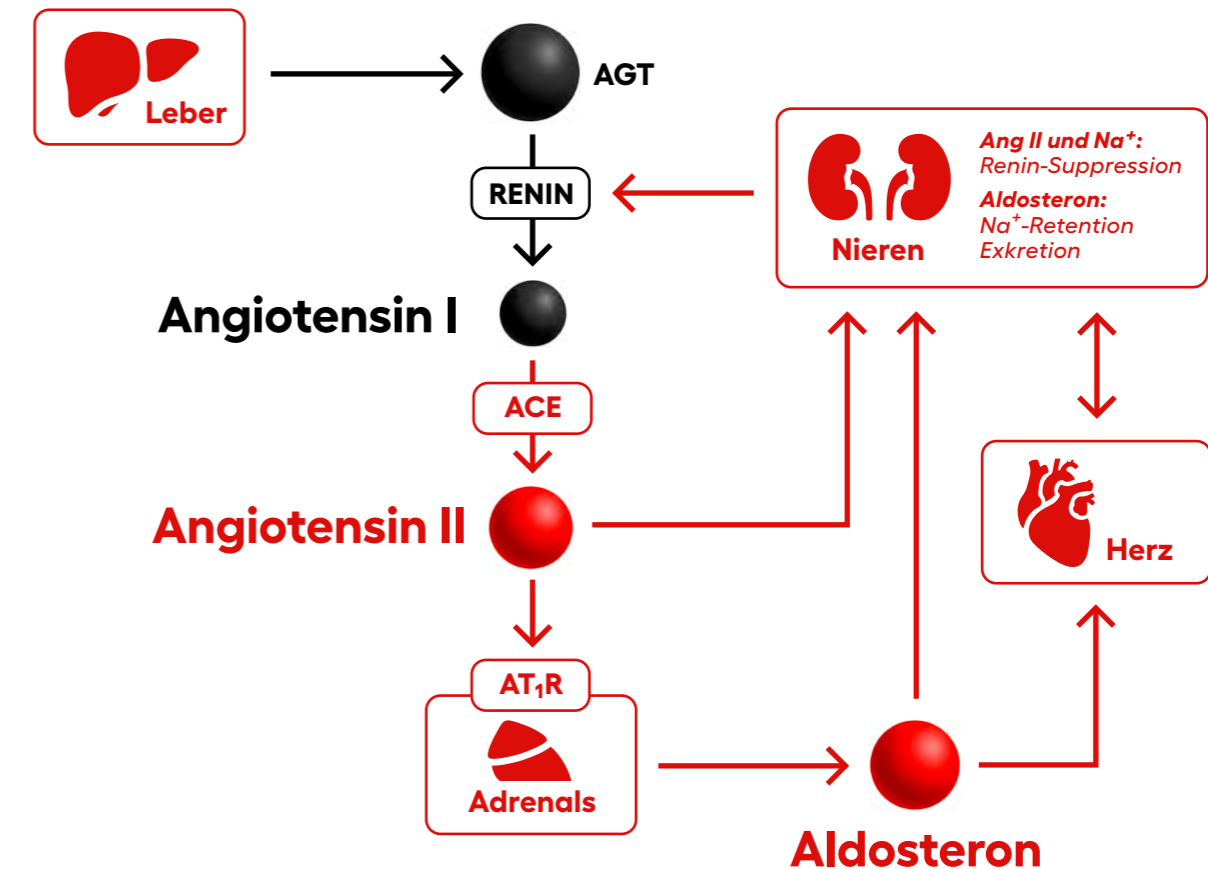 Leber
AGT
RENIN
Ang II und Na⁺:
Renin-Suppression
Aldosteron:
Na⁺-Retention
Exkretion
Nieren
Angiotensin I
ACE
Angiotensin II
Herz
AT₁R
Adrenals
Aldosteron